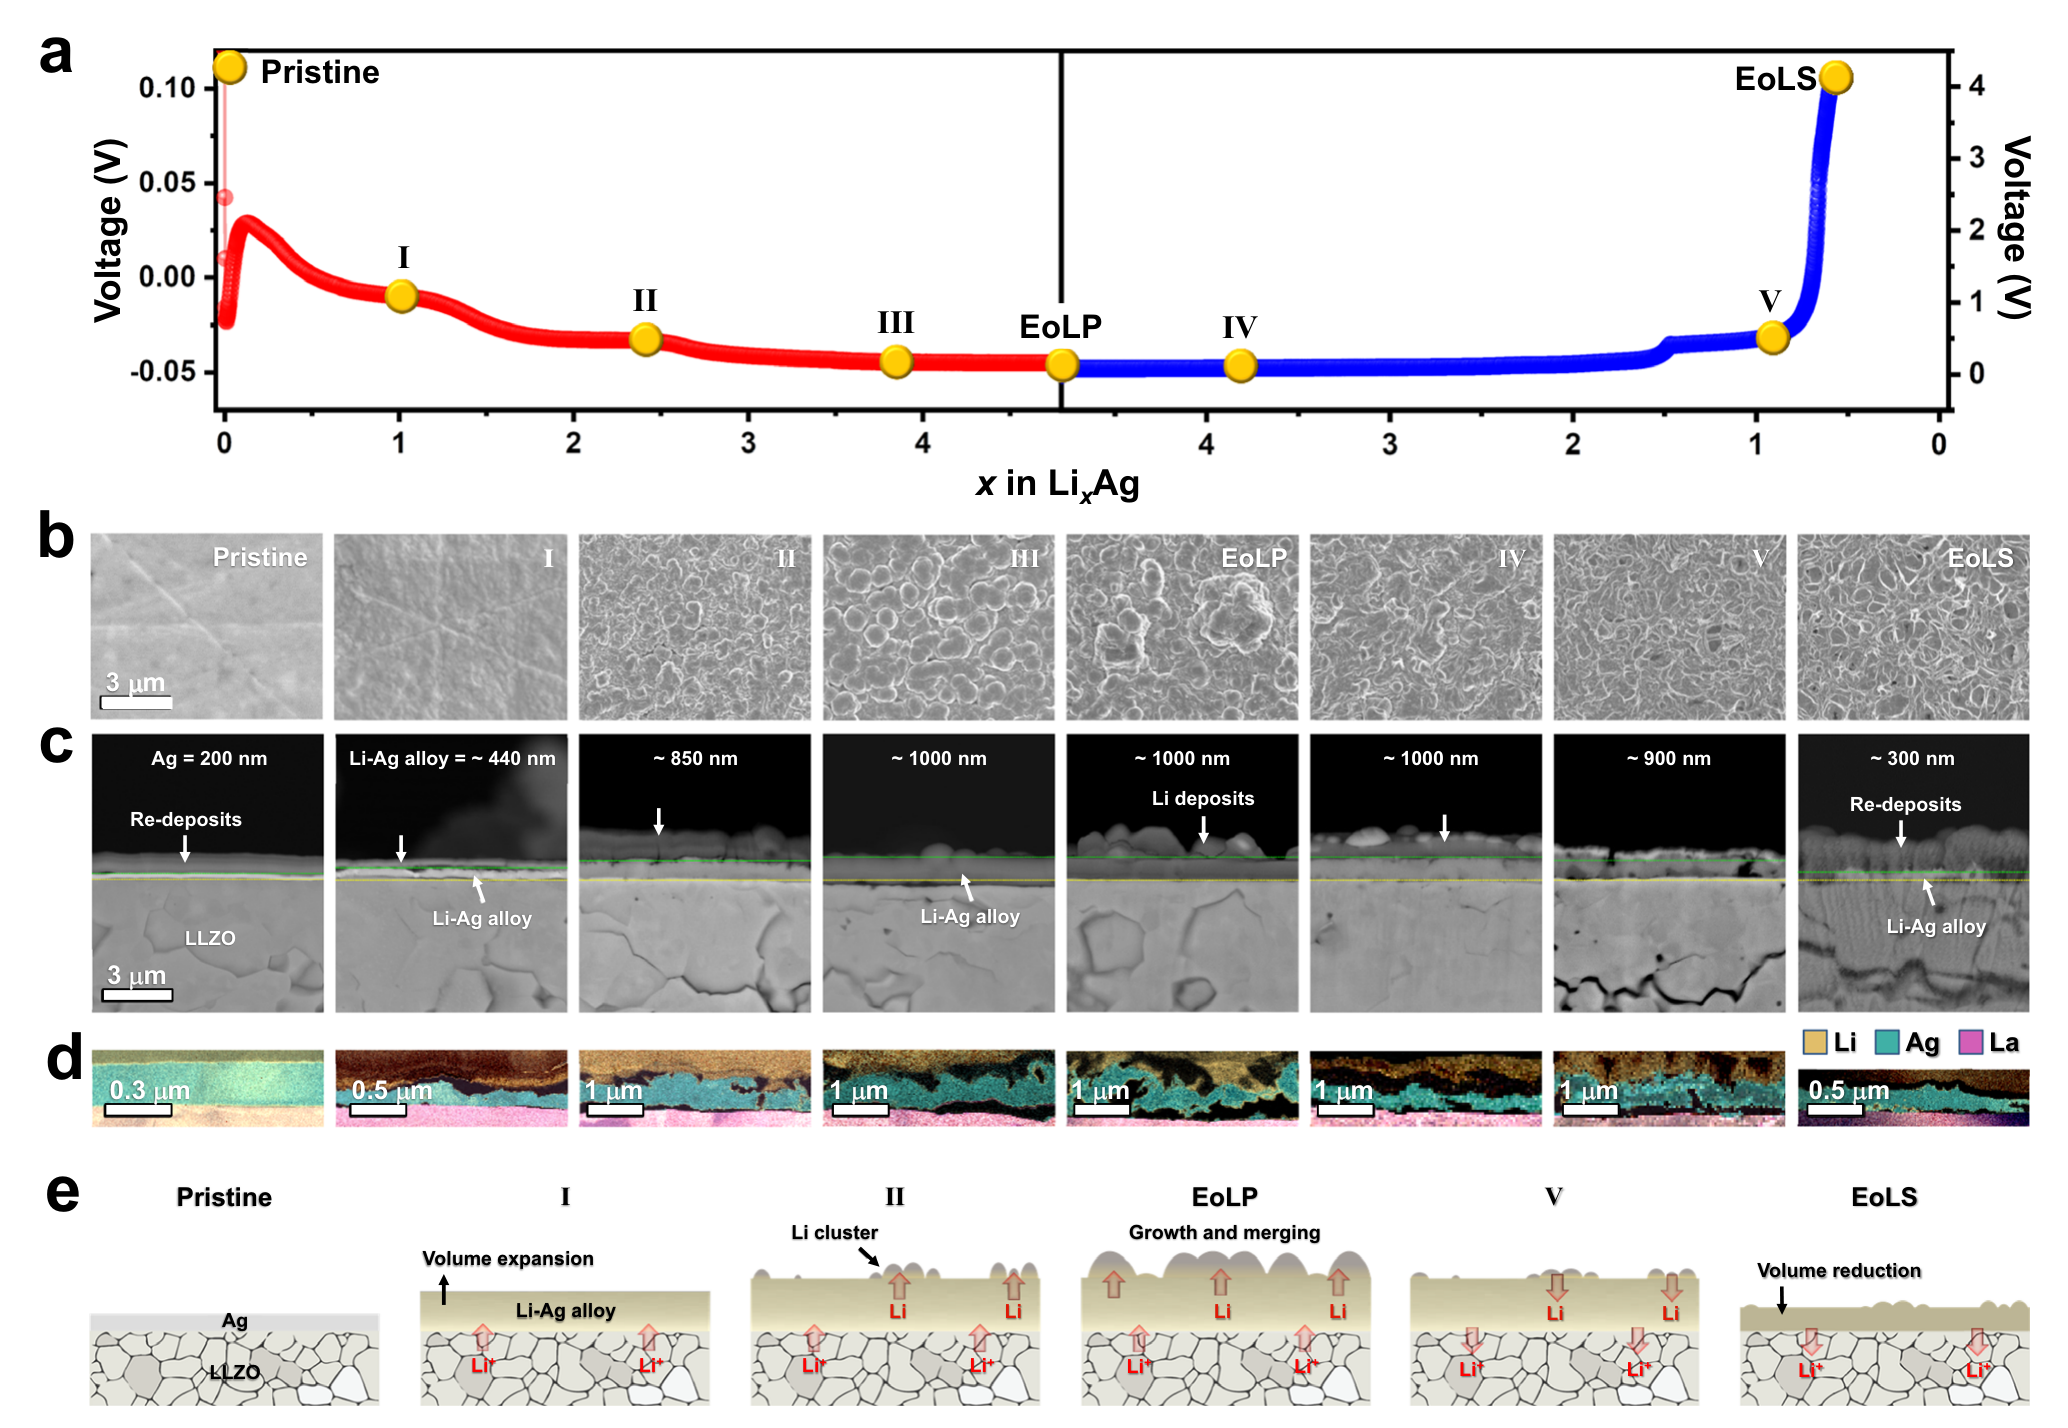 a
Pristine
EoLS
0.10
0.05
0.00
-0.05
Voltage (V)
I
II
III
EoLP
IV
V
4
3
2
1
0
Voltage (V)
0
1
2
3
4
4
3
2
1
0
x in LixAg
b
Pristine
I
II
III
EoLP
IV
V
EoLS
3 μm
c
Ag = 200 nm
Li-Ag alloy = ~ 440 nm
~ 850 nm
~ 1000 nm
~ 1000 nm
~ 1000 nm
~ 900 nm
~ 300 nm
Re-deposits
Li deposits
Re-deposits
LLZO
Li-Ag alloy
Li-Ag alloy
Li-Ag alloy
3 μm
d
Li
Ag
La
0.3 μm
0.5 μm
1 μm
1 μm
1 μm
1 μm
1 μm
0.5 μm
e
Pristine
I
II
EoLP
V
EoLS
Volume expansion
Li cluster
Growth and merging
Volume reduction
Ag
Li-Ag alloy
Li
Li
Li
Li
Li
Li
LLZO
Li+
Li+
Li+
Li+
Li+
Li+
Li+
Li+
Li+
Li+